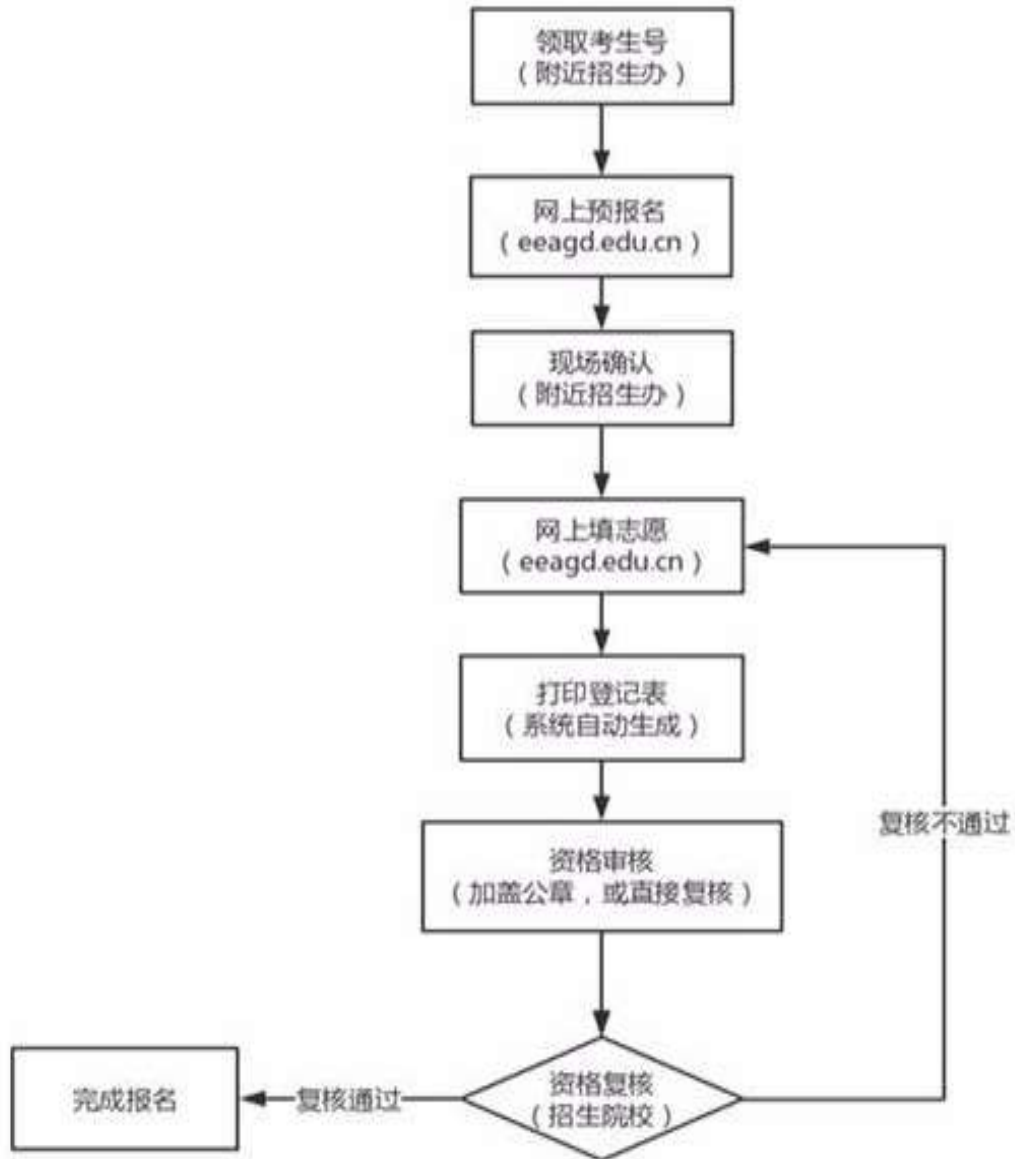 领取考生号
（附近招生办）
网上预报名
（eeagd.edu.cn）
现场确认
（附近招生办）
网上填志愿
（eeagd.edu.cn）
打印登记表
（系统自动生成）
复核不通过
资格审核
（加盖公章，或直接复核）
资格复核
（招生院校）
复核通过
完成报名